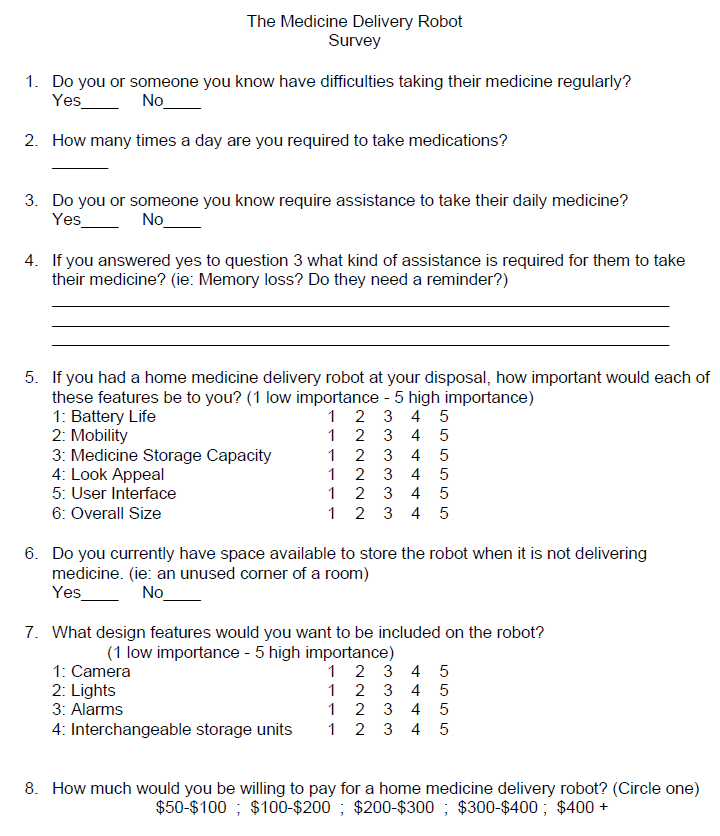 The Medicine Delivery Robot
Survey
1. Do you or someone you know have difficulties taking their medicine regularly?
Yes____ No____
2. How many times a day are you required to take medications?
______
3. Do you or someone you know require assistance to take their daily medicine?
Yes____ No____
4. If you answered yes to question 3 what kind of assistance is required for them to take
their medicine? (ie: Memory loss? Do they need a reminder?)
5. If you had a home medicine delivery robot at your disposal, how important would each of
these features be to you? (1 low importance - 5 high importance)
1: Battery Life 1 2 3 4 5
2: Mobility 1 2 3 4 5
3: Medicine Storage Capacity 1 2 3 4 5
4: Look Appeal 1 2 3 4 5
5: User Interface 1 2 3 4 5
6: Overall Size 1 2 3 4 5
6. Do you currently have space available to store the robot when it is not delivering
medicine. (ie: an unused corner of a room)
Yes____ No____
7. What design features would you want to be included on the robot?
(1 low importance - 5 high importance)
1: Camera 1 2 3 4 5
2: Lights 1 2 3 4 5
3: Alarms 1 2 3 4 5
4: Interchangeable storage units 1 2 3 4 5
8. How much would you be willing to pay for a home medicine delivery robot? (Circle one)
$50-$100 ; $100-$200 ; $200-$300 ; $300-$400 ; $400 +